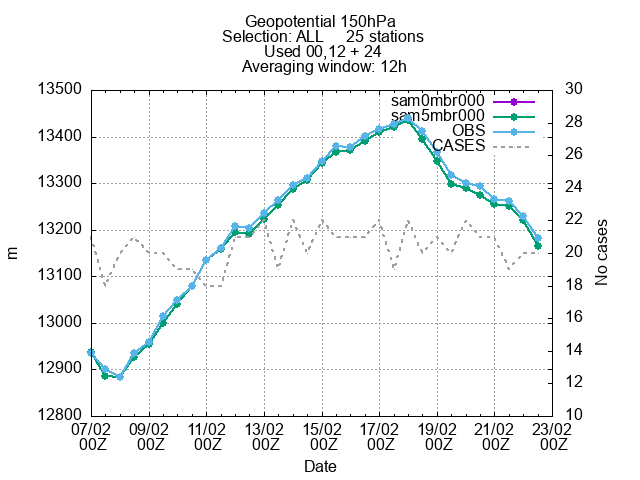 Geopotential 150hPa
Selection: ALL 25 stations
Used 00,12 + 24
Averaging window: 12h
sam0mbr000
sam5mbr000
OBS
CASES
13500
13400
13300
13200
13100
13000
12900
12800
m
30
28
26
24
22
20
18
16
14
12
10
No cases
07/02 09/02 11/02 13/02 15/02 17/02 19/02 21/02 23/02
00Z 00Z 00Z 00Z 00Z 00Z 00Z 00Z 00Z
Date